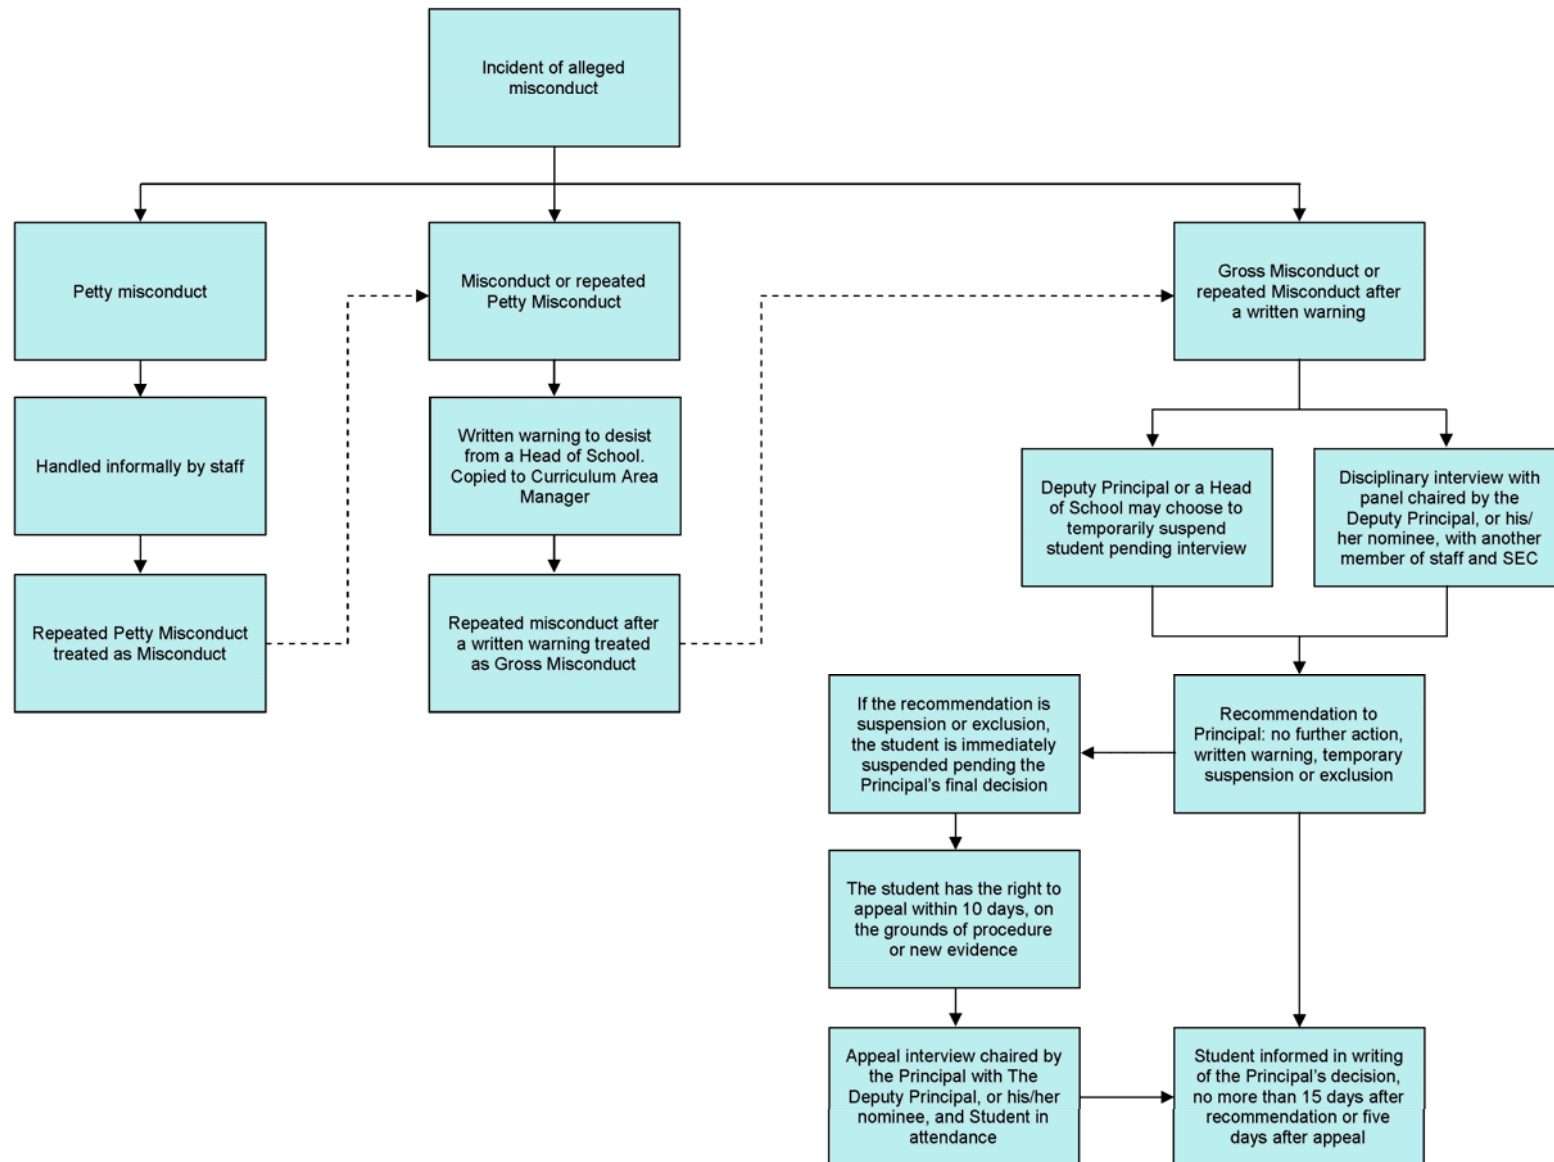 Incident of alleged
misconduct
Petty misconduct
Misconduct or repeated
Petty Misconduct
Gross Misconduct or
repeated Misconduct after
a written warning
Handled informally by staff
Written warning to desist
from a Head of School.
Copied to Curriculum Area
Manager
Deputy Principal or a Head
of School may choose to
temporarily suspend
student pending interview
Disciplinary interview with
panel chaired by the
Deputy Principal, or his/
her nominee, with another
member of staff and SEC
Repeated Petty Misconduct
treated as Misconduct
Repeated misconduct after
a written warning treated
as Gross Misconduct
If the recommendation is
suspension or exclusion,
the student is immediately
suspended pending the
Principal's final decision
Recommendation to
Principal: no further action,
written warning, temporary
suspension or exclusion
The student has the right to
appeal within 10 days, on
the grounds of procedure
or new evidence
Appeal interview chaired by
the Principal with The
Deputy Principal, or his/her
nominee, and Student in
attendance
Student informed in writing
of the Principal's decision,
no more than 15 days after
recommendation or five
days after appeal